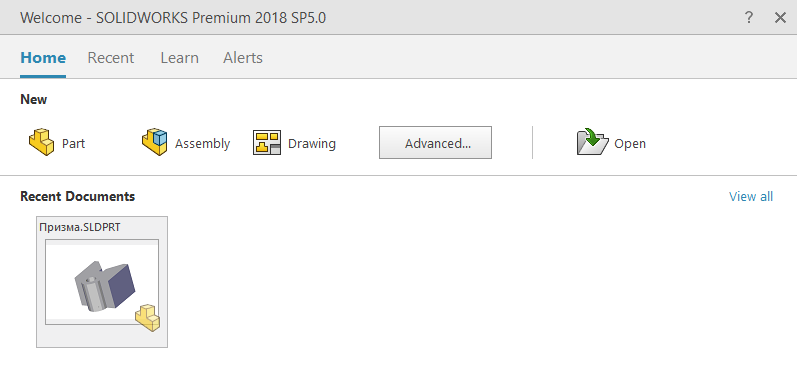 Welcome - SOLIDWORKS Premium 2018 SP5.0 ?
Home Recent Learn Alerts
New
Part Assembly Drawing Advanced... Open
Recent Documents View all
Призма.SLDPRT